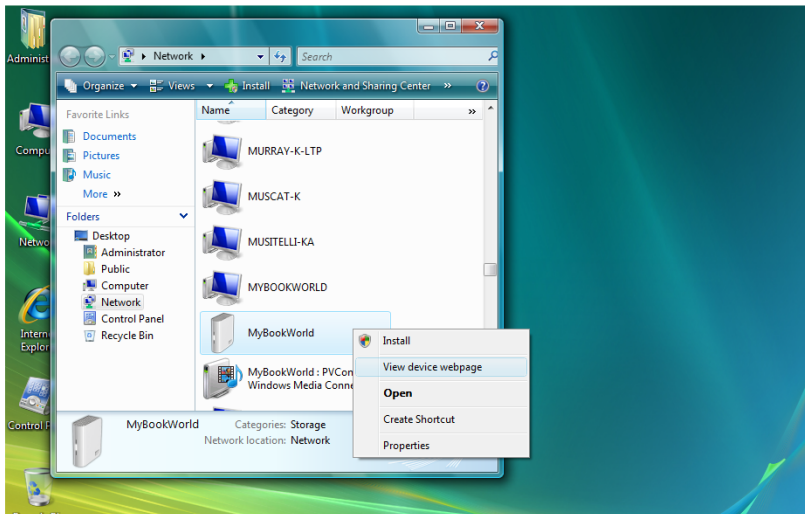 Administ
Compu
Netwo
Intern
Explor
Control P
Network
Search
Organize Views Install Network and Sharing Center »
Favorite Links
Documents
Pictures
Music
More »
Folders
Desktop
Administrator
Public
Computer
Network
Control Panel
Recycle Bin
Name Category Workgroup »
MURRAY-K-LTP
MUSCAT-K
MUSITELLI-KA
MYBOOKWORLD
MyBookWorld
MyBookWorld : PVCon
Windows Media Conne
Install
View device webpage
Open
Create Shortcut
Properties
MyBookWorld Categories: Storage
Network location: Network